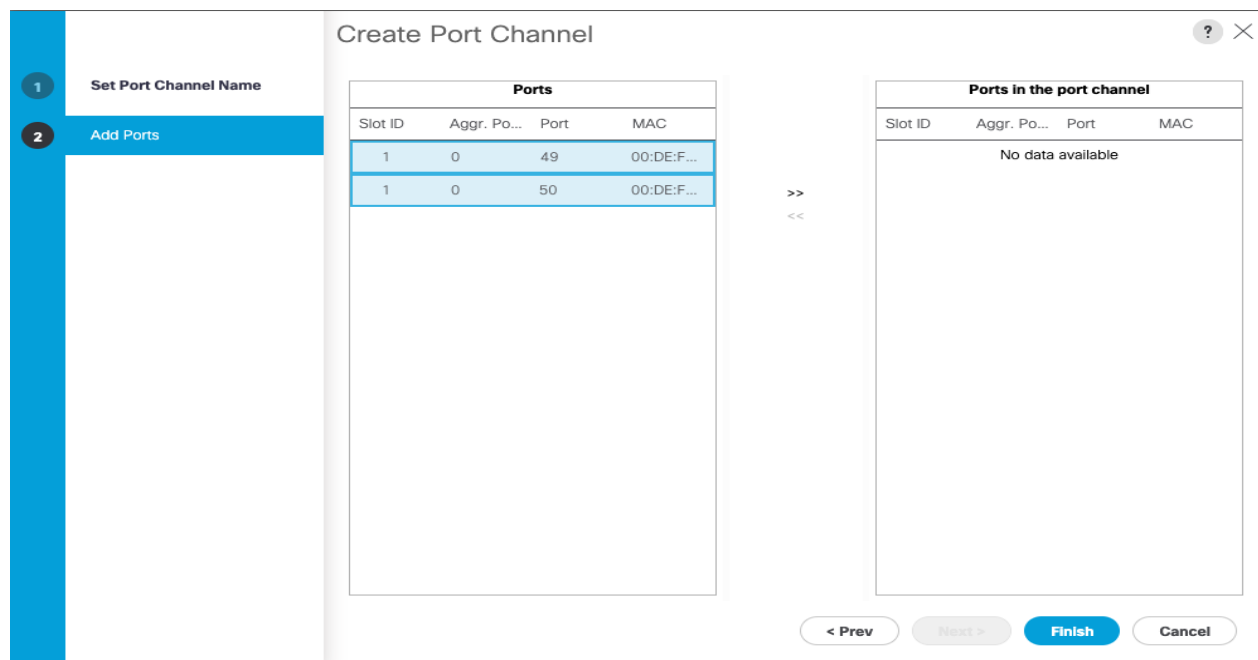 Create Port Channel
?
1 Set Port Channel Name
2 Add Ports
Ports
Slot ID Aggr. Po... Port MAC
1 0 49 00:DE:F...
1 0 50 00:DE:F...
>>
<<
Ports in the port channel
Slot ID Aggr. Po... Port MAC
No data available
< Prev Next > Finish Cancel